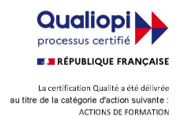 Qualiopi
processus certifié
RÉPUBLIQUE FRANÇAISE
La certification Qualité a été délivrée
au titre de la catégorie d'action suivante :
ACTIONS DE FORMATION